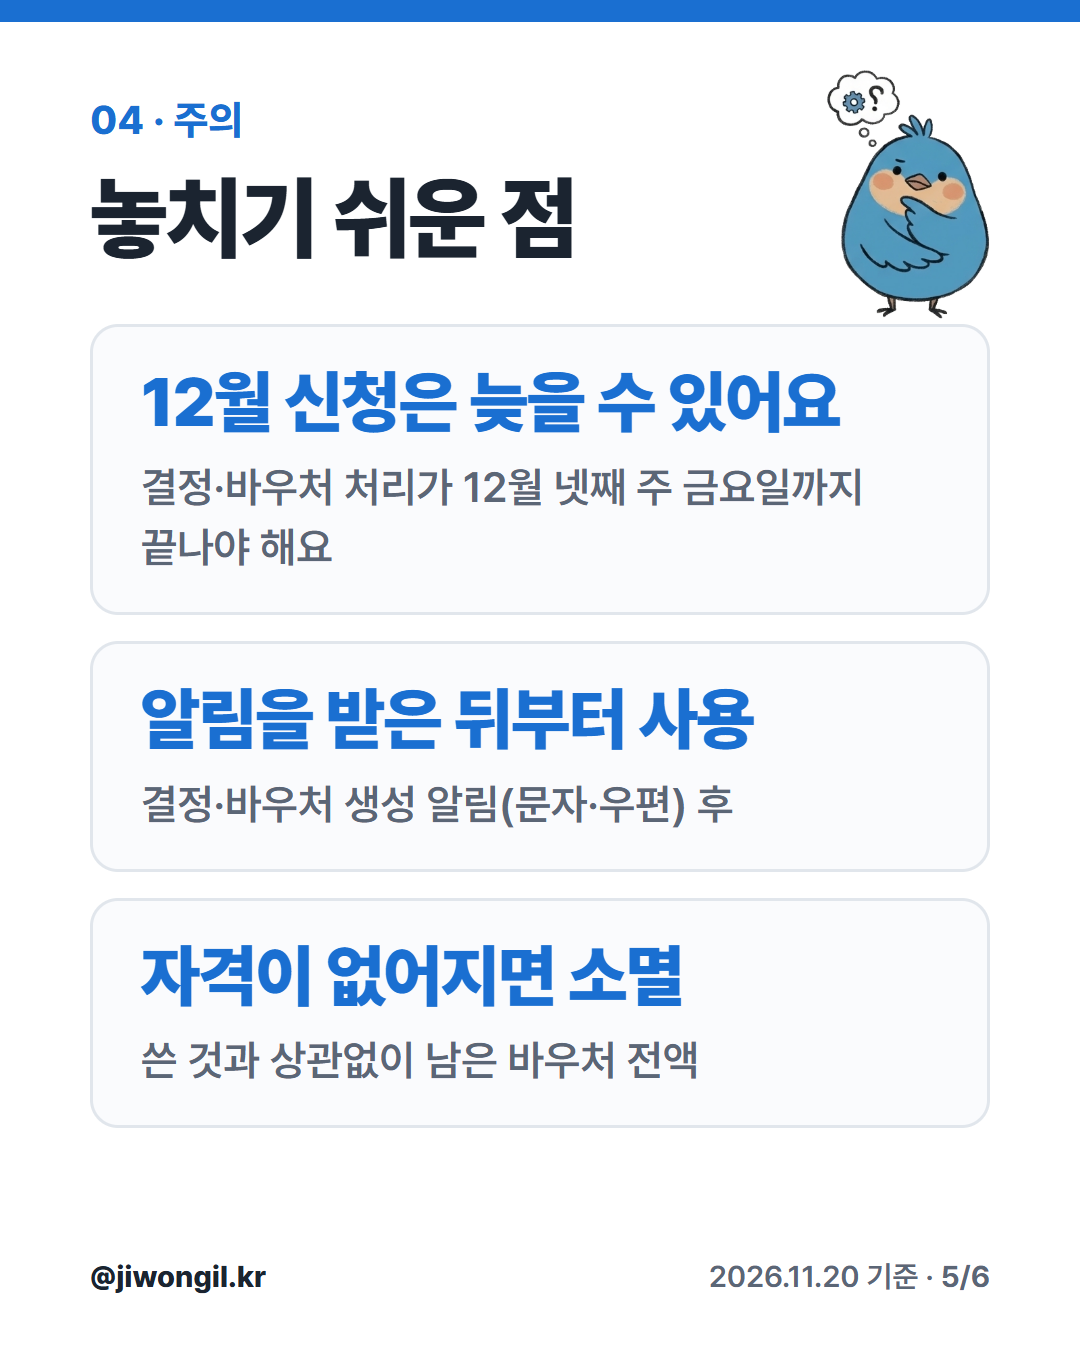 04 · 주의
놓치기 쉬운 점
12월 신청은 늦을 수 있어요
결정·바우처 처리가 12월 넷째 주 금요일까지
끝나야 해요
알림을 받은 뒤부터 사용
결정·바우처 생성 알림(문자·우편) 후
자격이 없어지면 소멸
쓴 것과 상관없이 남은 바우처 전액
@jiwongil.kr
2026.11.20 기준 · 5/6